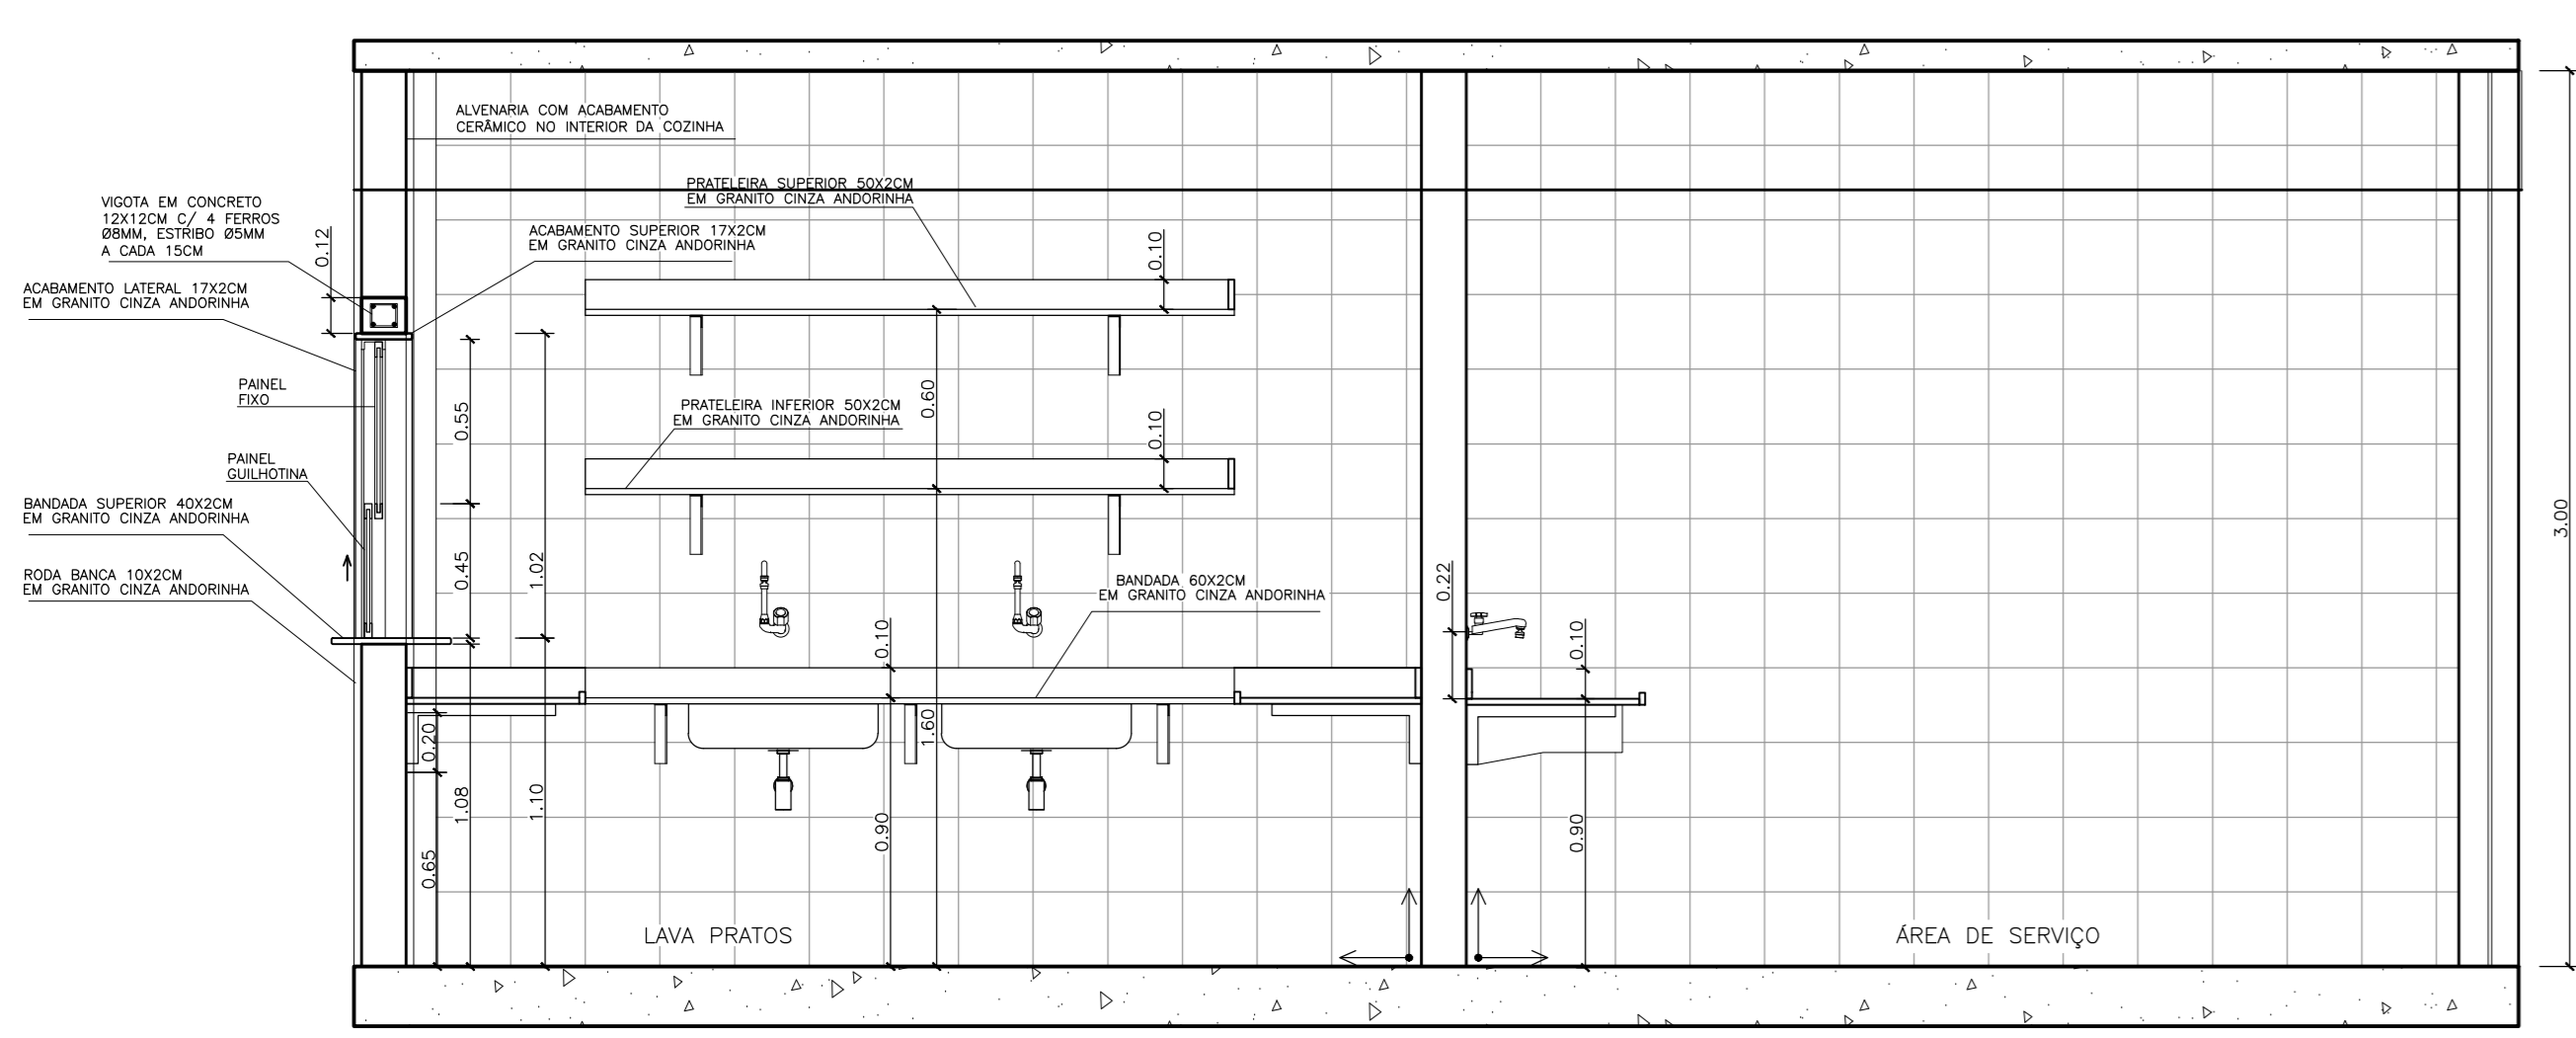 ALVENARIA COM ACABAMENTO
CERÂMICO NO INTERIOR DA COZINHA
PRATELEIRA SUPERIOR 50X2CM
EM GRANITO CINZA ANDORINHA
VIGOTA EM CONCRETO
12X12CM C/ 4 FERROS
Ø8MM, ESTRIBO Ø5MM
A CADA 15CM
0.12
ACABAMENTO SUPERIOR 17X2CM
EM GRANITO CINZA ANDORINHA
0.10
ACABAMENTO LATERAL 17X2CM
EM GRANITO CINZA ANDORINHA
PAINEL
FIXO
0.55
0.60
PRATELEIRA INFERIOR 50X2CM
EM GRANITO CINZA ANDORINHA
0.10
PAINEL
GUILHOTINA
BANDADA SUPERIOR 40X2CM
EM GRANITO CINZA ANDORINHA
3.00
0.45
1.02
RODA BANCA 10X2CM
EM GRANITO CINZA ANDORINHA
BANDADA 60X2CM
EM GRANITO CINZA ANDORINHA
0.22
0.10
0.10
0.20
1.60
1.08
1.10
0.90
0.90
0.65
LAVA PRATOS
ÁREA DE SERVIÇO